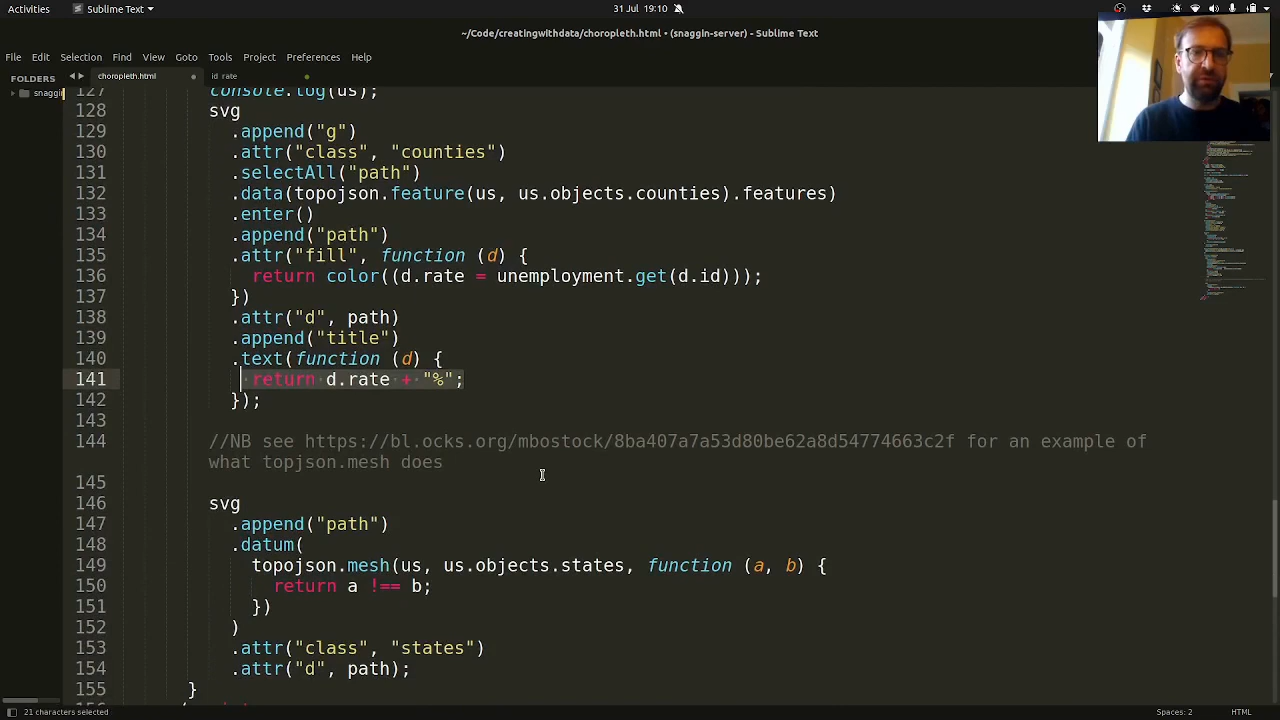 Activities
Sublime Text
31 Jul 19:10
~/Code/creatingwithdata/choropleth.html • (snaggin-server) - Sublime Text
File Edit Selection Find View Goto Tools Project Preferences Help
FOLDERS
snaggin
choropleth.html
id rate
127 console.log(us);
128 svg
129 .append("g")
130 .attr("class", "counties")
131 .selectAll("path")
132 .data(topojson.feature(us, us.objects.counties).features)
133 .enter()
134 .append("path")
135 .attr("fill", function (d) {
136 return color((d.rate = unemployment.get(d.id)));
137 })
138 .attr("d", path)
139 .append("title")
140 .text(function (d) {
141 return d.rate + "%";
142 });
143
144 //NB see https://bl.ocks.org/mbostock/8ba407a7a53d80be62a8d54774663c2f for an example of
what topjson.mesh does
145
146 svg
147 .append("path")
148 .datum(
149 topojson.mesh(us, us.objects.states, function (a, b) {
150 return a !== b;
151 })
152 )
153 .attr("class", "states")
154 .attr("d", path);
155 }
21 characters selected
Spaces: 2
HTML